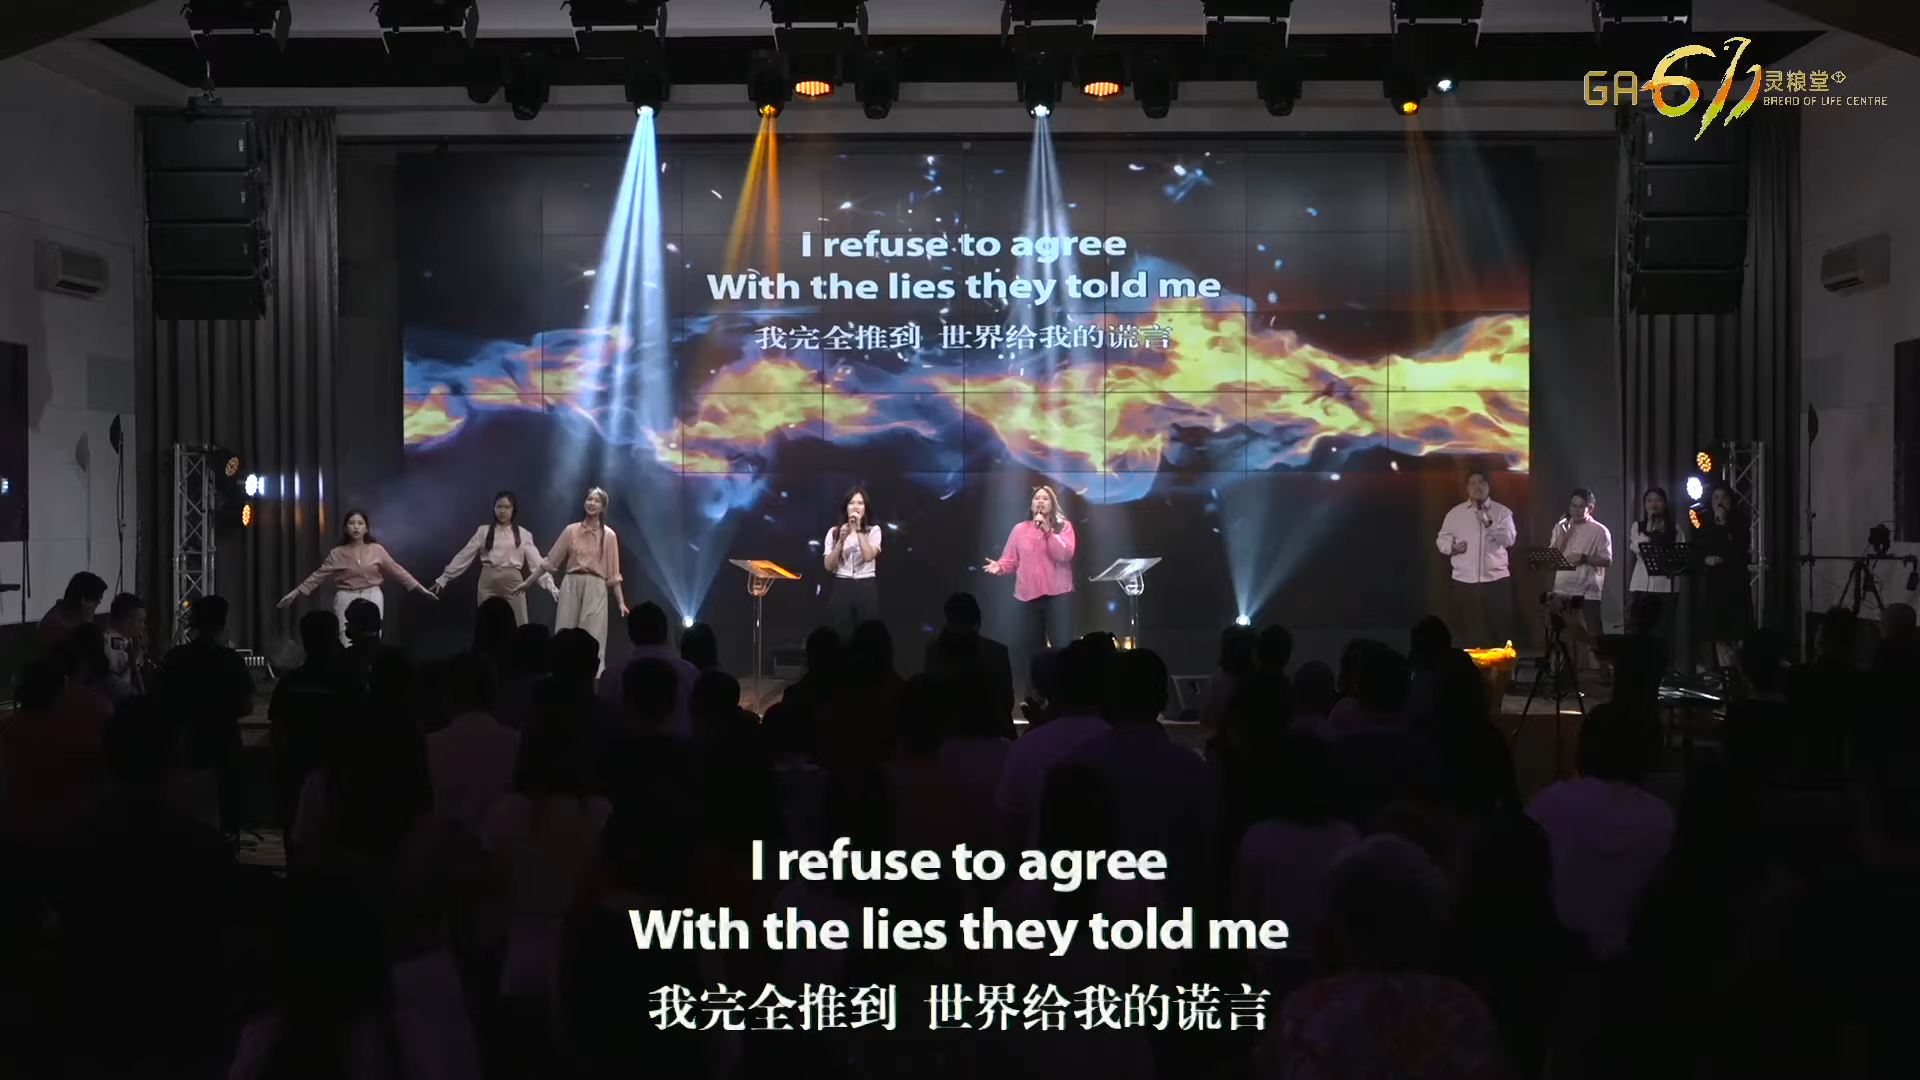 GA 611 灵粮堂
BREAD OF LIFE CENTRE
I refuse to agree
With the lies they told me
我完全推到 世界给我的谎言
I refuse to agree
With the lies they told me
我完全推到 世界给我的谎言